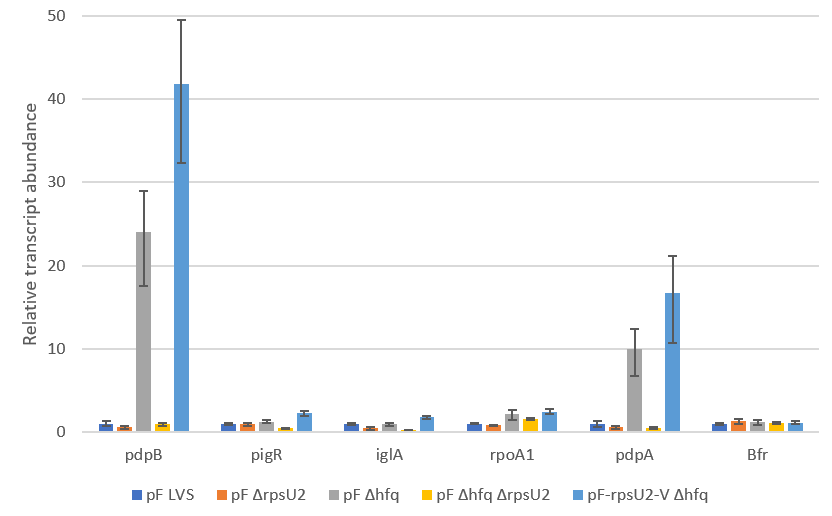 50
40
30
20
10
0
Relative transcript abundance
pdpB pigR iglA rpoA1 pdpA Bfr
pF LVS pF ΔrpsU2 pF Δhfq pF Δhfq ΔrpsU2 pF-rpsU2-V Δhfq